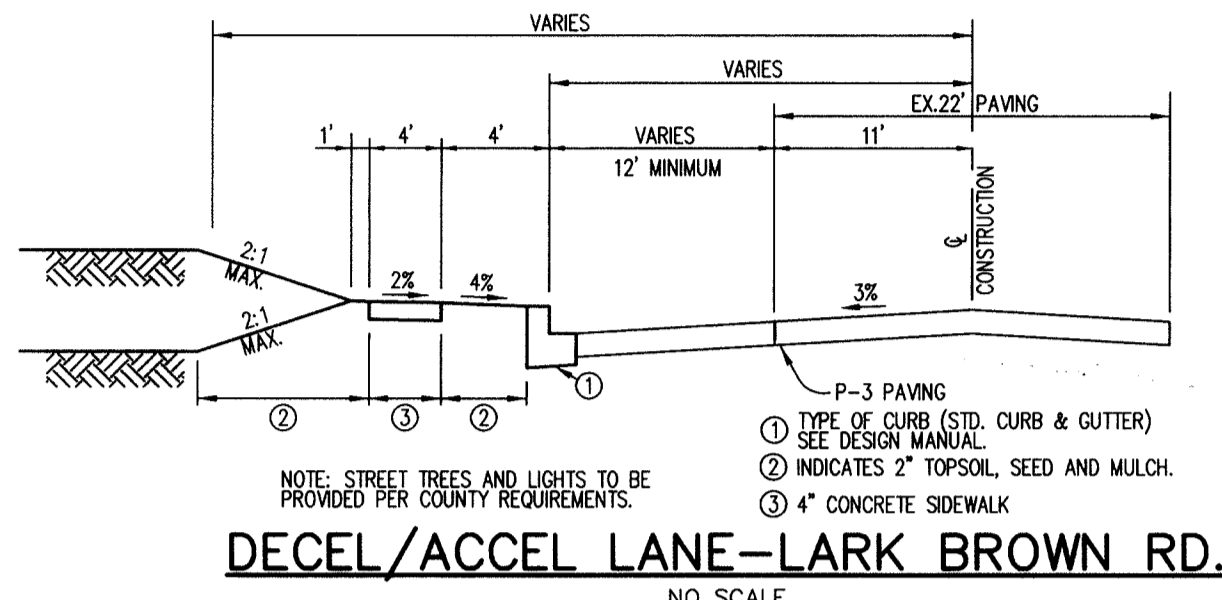 VARIES
VARIES
EX.22' PAVING
1' 4' 4' VARIES 11'
12' MINIMUM
℄ CONSTRUCTION
2:1
MAX.
2% 4% 3%
2:1
MAX.
① 
P-3 PAVING
② ③ ②
① TYPE OF CURB (STD. CURB & GUTTER)
SEE DESIGN MANUAL.
② INDICATES 2" TOPSOIL, SEED AND MULCH.
③ 4" CONCRETE SIDEWALK
NOTE: STREET TREES AND LIGHTS TO BE
PROVIDED PER COUNTY REQUIREMENTS.
DECEL/ACCEL LANE-LARK BROWN RD.
NO SCALE